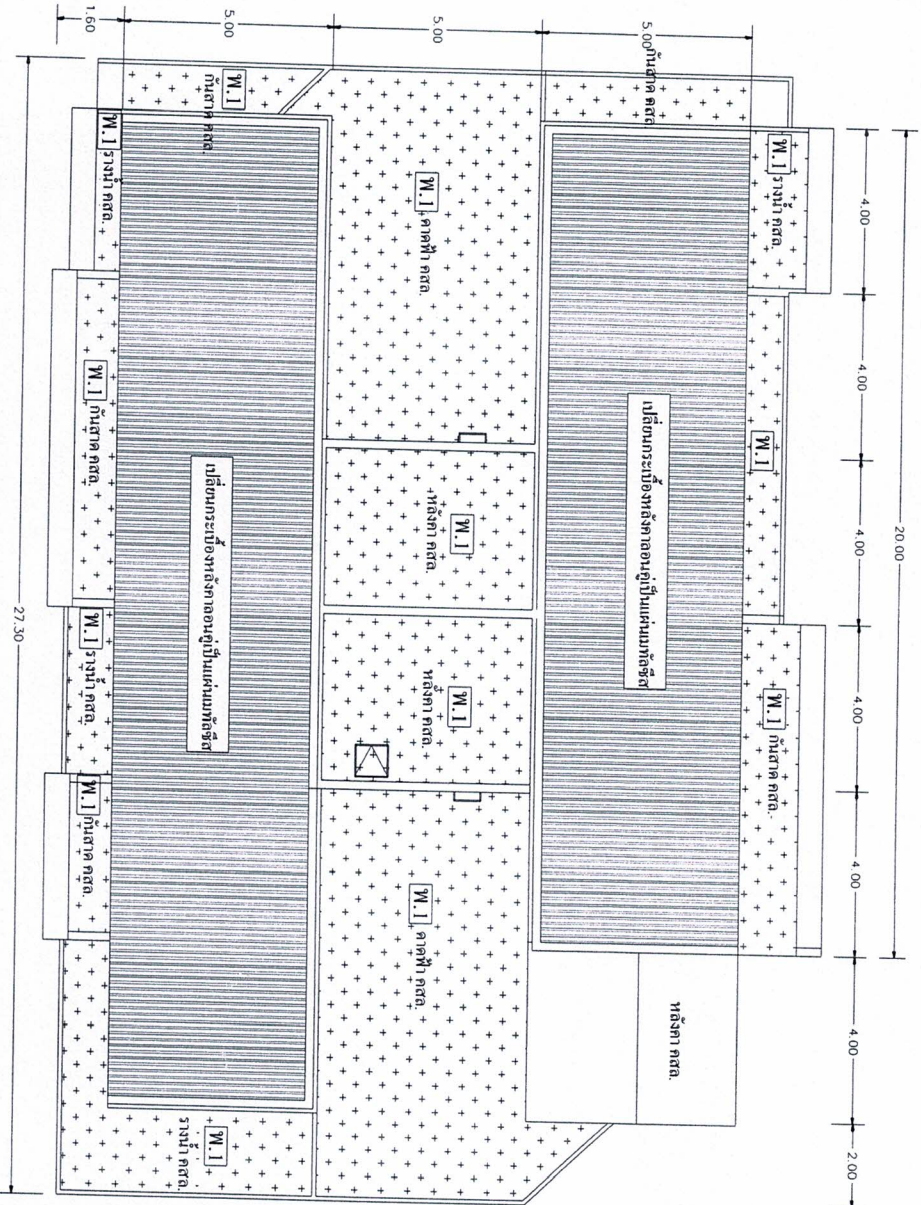 1.60
5.00
5.00
5.00
กันสาด คสล.
พ.1
กันสาด คสล.
พ.1 รางน้ำ คสล.
พ.1 ดาดฟ้า คสล.
พ.1 รางน้ำ คสล.
4.00
4.00
4.00
4.00
4.00
4.00
2.00
20.00
พ.1 กันสาด คสล.
เปลี่ยนกระเบื้องหลังคาลอนคู่เป็นแผ่นเมทัลชีส
พ.1
หลังคา คสล.
เปลี่ยนกระเบื้องหลังคาลอนคู่เป็นแผ่นเมทัลชีส
พ.1
พ.1 รางน้ำ คสล.
พ.1
หลังคา คสล.
พ.1 กันสาด คสล.
พ.1 กันสาด คสล.
พ.1 ดาดฟ้า คสล.
หลังคา คสล.
พ.1
รางน้ำ คสล.
27.30